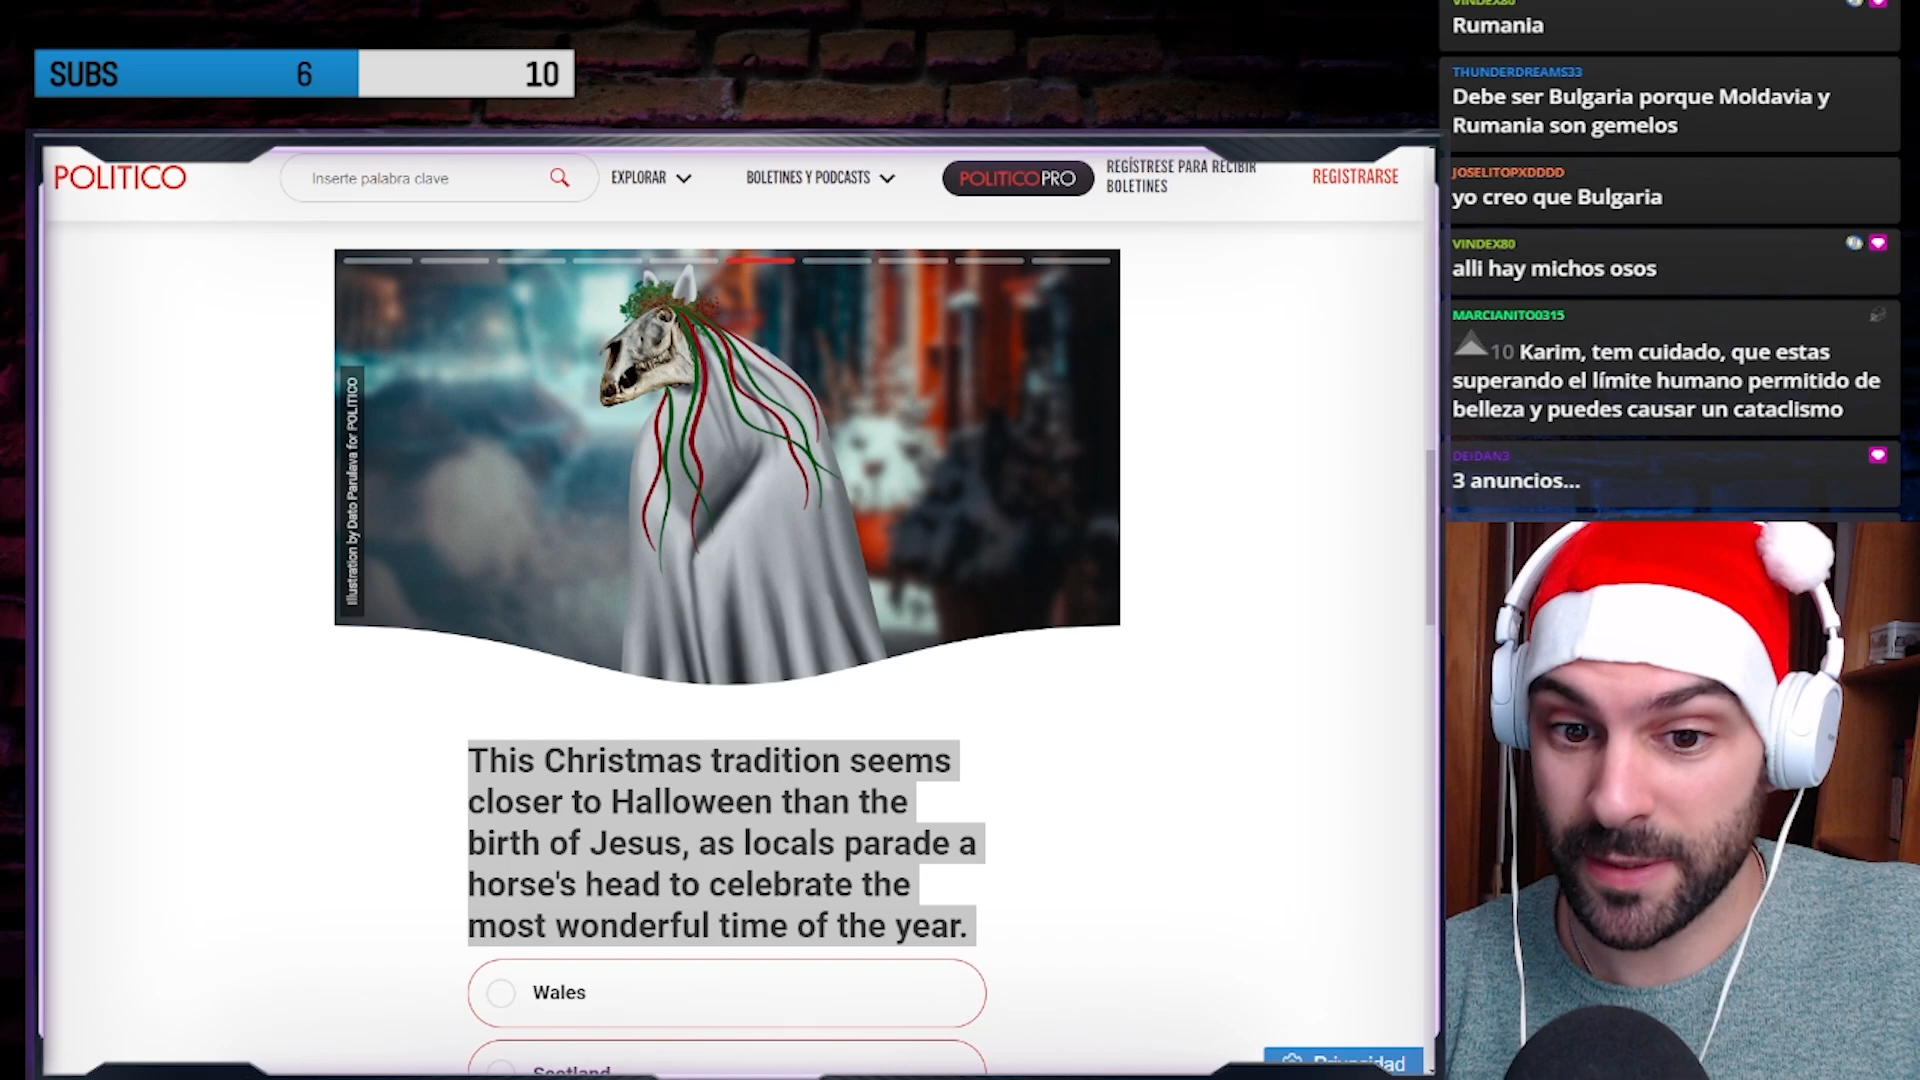 SUBS 6 10
POLITICO
Inserte palabra clave
EXPLORAR
BOLETINES Y PODCASTS
POLITICO PRO
REGÍSTRESE PARA RECIBIR
BOLETINES
REGISTRARSE
Illustration by Dato Parulava for POLITICO
This Christmas tradition seems
closer to Halloween than the
birth of Jesus, as locals parade a
horse's head to celebrate the
most wonderful time of the year.
Wales
Scotland
Privacidad
VINDEX80
Rumania
THUNDERDREAMS33
Debe ser Bulgaria porque Moldavia y
Rumania son gemelos
JOSELITOPXDDDD
yo creo que Bulgaria
VINDEX80
alli hay michos osos
MARCIANITO0315
10 Karim, tem cuidado, que estas
superando el límite humano permitido de
belleza y puedes causar un cataclismo
DEIDAN3
3 anuncios...